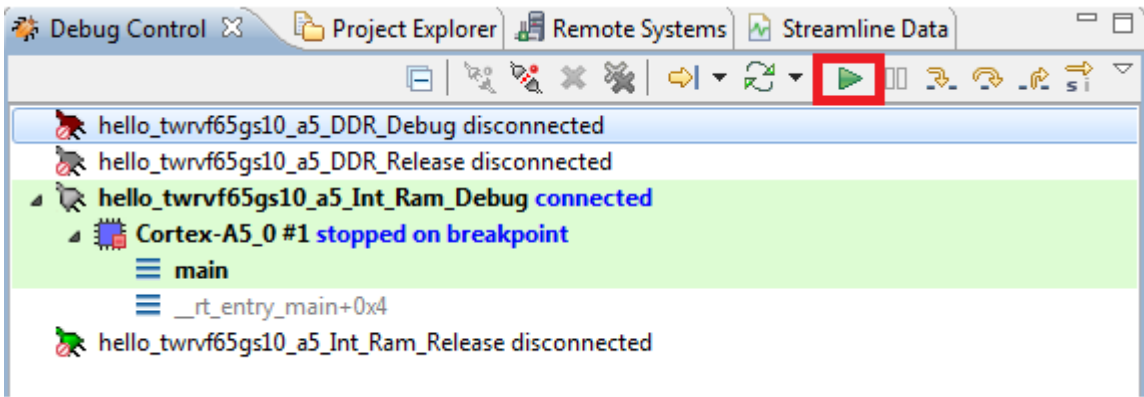 Debug Control Project Explorer Remote Systems Streamline Data
s i
hello_twrvf65gs10_a5_DDR_Debug disconnected
hello_twrvf65gs10_a5_DDR_Release disconnected
hello_twrvf65gs10_a5_Int_Ram_Debug connected
Cortex-A5_0 #1 stopped on breakpoint
main
__rt_entry_main+0x4
hello_twrvf65gs10_a5_Int_Ram_Release disconnected